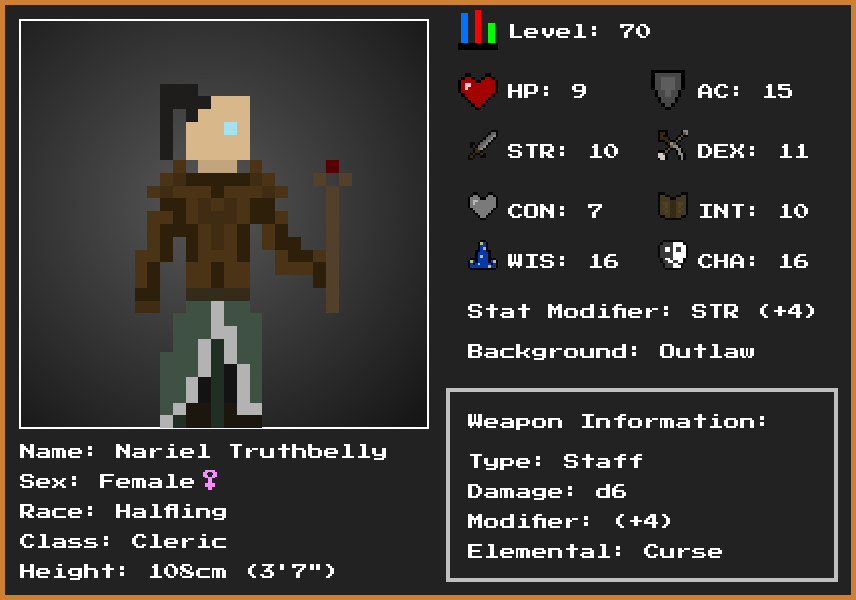 Level: 70
HP: 9
AC: 15
STR: 10
DEX: 11
CON: 7
INT: 10
WIS: 16
CHA: 16
Stat Modifier: STR (+4)
Background: Outlaw
Weapon Information:
Type: Staff
Damage: d6
Modifier: (+4)
Elemental: Curse
Name: Nariel Truthbelly
Sex: Female♀
Race: Halfling
Class: Cleric
Height: 108cm (3'7")